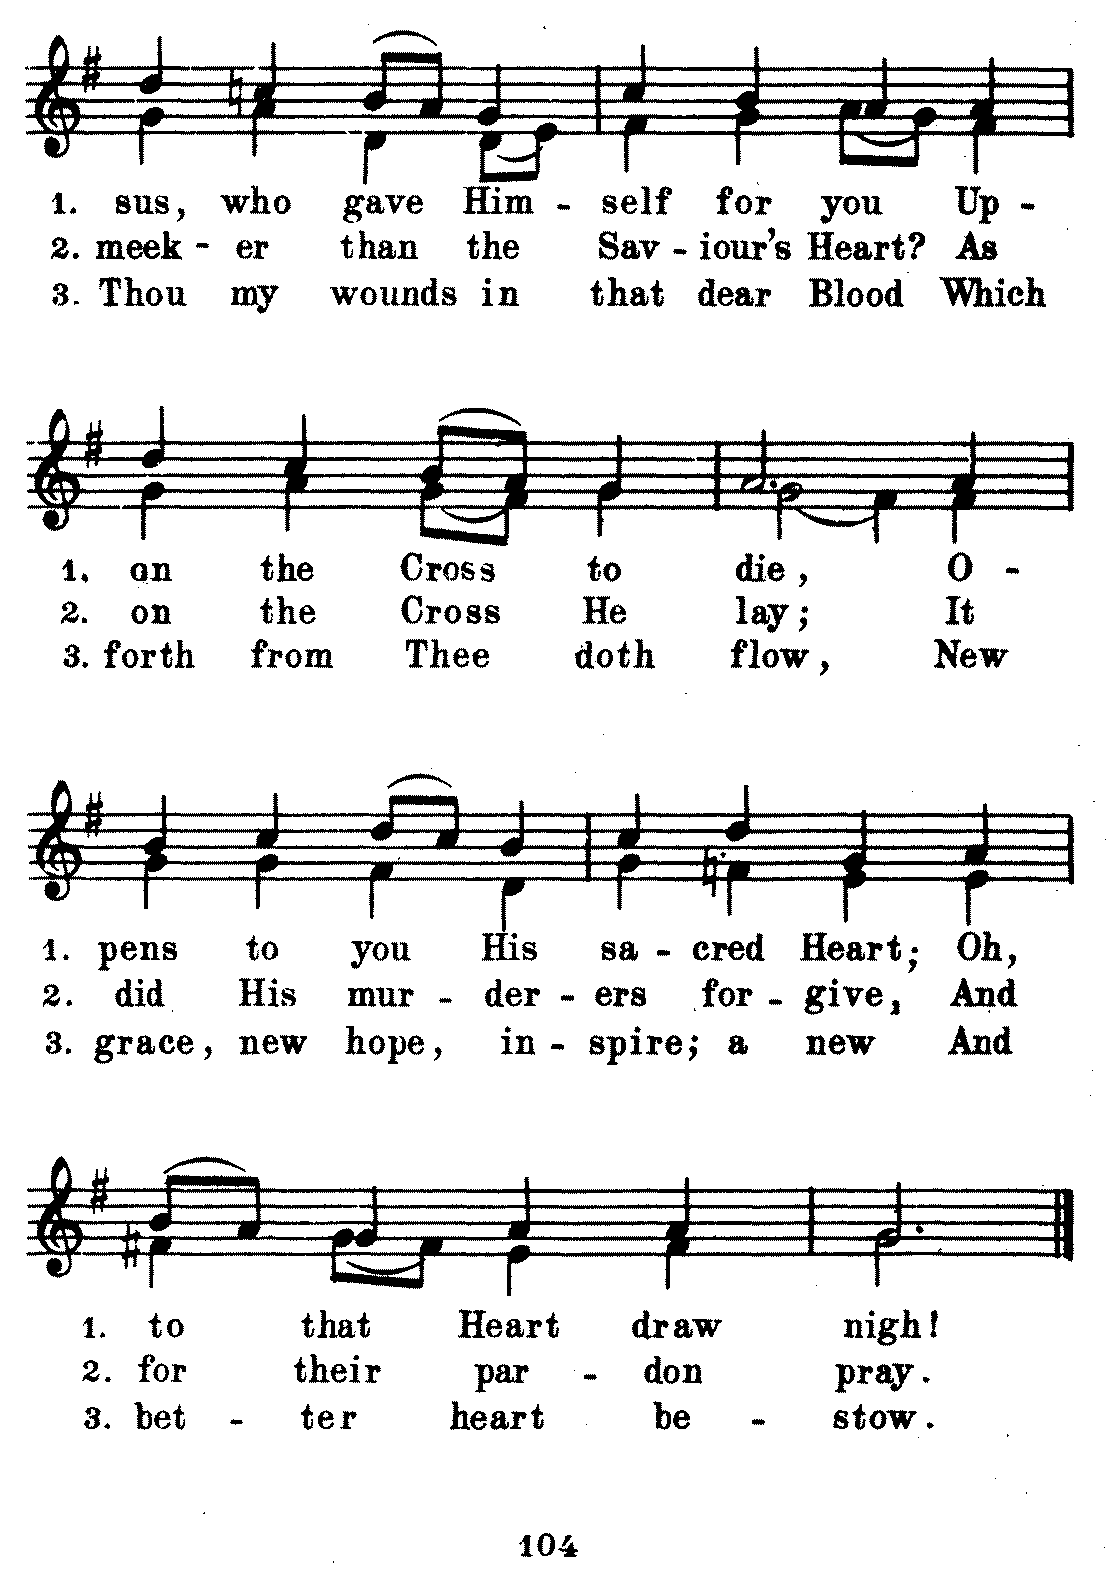 1. sus, who gave Him - self for you Up -
2. meek - er than the Sav - iour's Heart? As
3. Thou my wounds in that dear Blood Which
1. on the Cross to die, O -
2. on the Cross He lay; It
3. forth from Thee doth flow, New
1. pens to you His sa - cred Heart; Oh,
2. did His mur - der - ers for - give, And
3. grace, new hope, in - spire; a new And
1. to that Heart draw nigh!
2. for their par - don pray.
3. bet - ter heart be - stow.
104